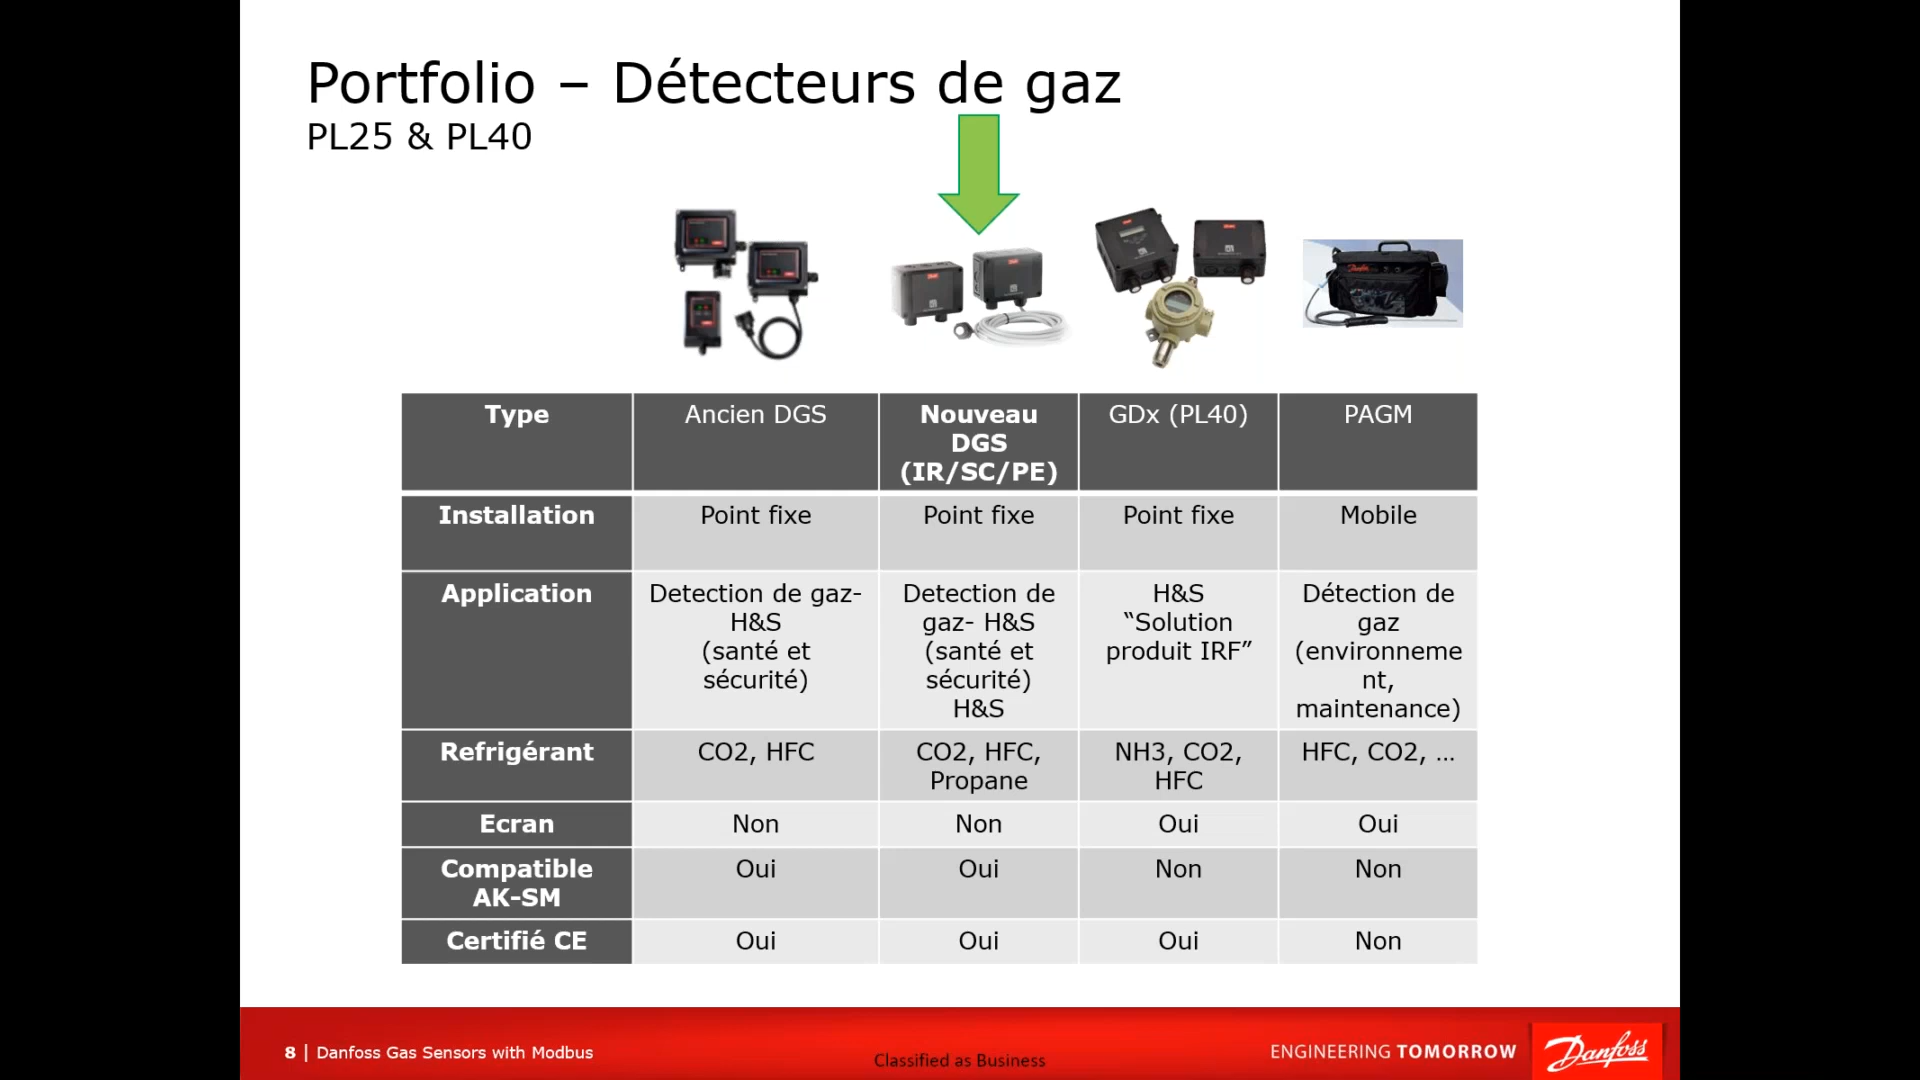 Portfolio – Détecteurs de gaz
PL25 & PL40
Type
Ancien DGS
Nouveau
DGS
(IR/SC/PE)
GDx (PL40)
PAGM
Installation
Point fixe
Point fixe
Point fixe
Mobile
Application
Detection de gaz-
H&S
(santé et
sécurité)
Detection de
gaz- H&S
(santé et
sécurité)
H&S
H&S
“Solution
produit IRF”
Détection de
gaz
(environneme
nt,
maintenance)
Refrigérant
CO2, HFC
CO2, HFC,
Propane
NH3, CO2,
HFC
HFC, CO2, …
Ecran
Non
Non
Oui
Oui
Compatible
AK-SM
Oui
Oui
Non
Non
Certifié CE
Oui
Oui
Oui
Non
8 | Danfoss Gas Sensors with Modbus
Classified as Business
ENGINEERING TOMORROW
Danfoss